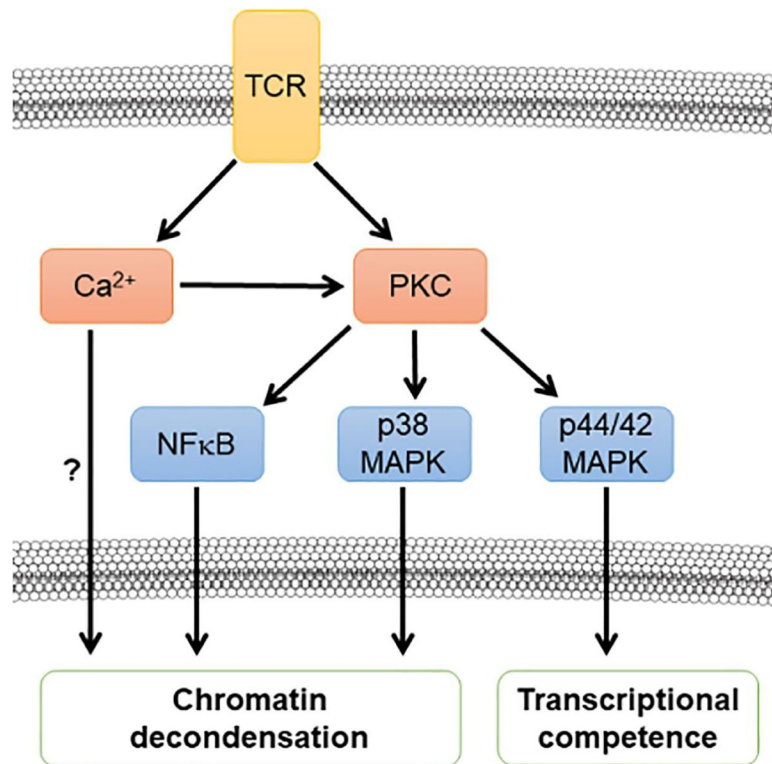 TCR
Ca²⁺
PKC
NFκB
p38
MAPK
p44/42
MAPK
?
Chromatin
decondensation
Transcriptional
competence